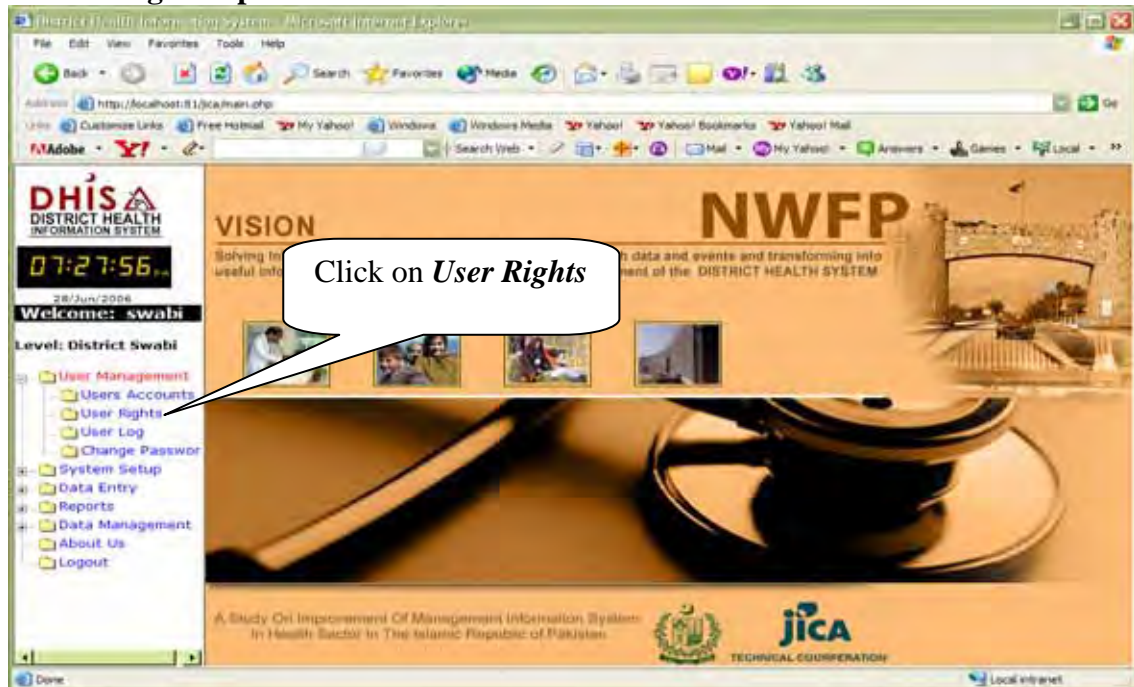 District Health Information System - Microsoft Internet Explorer
File Edit View Favorites Tools Help
Back Search Favorites Media
Address http://localhost:81/jica/main.php Go
Links Customize Links Free Hotmail My Yahoo! Windows Windows Media Yahoo! Yahoo! Bookmarks Yahoo! Mail
Adobe Y! Search Web Mail My Yahoo! Answers Games Local
DHIS
DISTRICT HEALTH
INFORMATION SYSTEM
07:27:56
28/Jun/2006
Welcome: swabi
Level: District Swabi
User Management
Users Accounts
User Rights
User Log
Change Passwor
System Setup
Data Entry
Reports
Data Management
About Us
Logout
NWFP
VISION
Solving
data and events and transforming into
useful
of the DISTRICT HEALTH SYSTEM
Click on User Rights
A Study On Improvement Of Management Information System
In Health Sector In The Islamic Republic of Pakistan
jICA
TECHNICAL COORPERATION
Done Local intranet